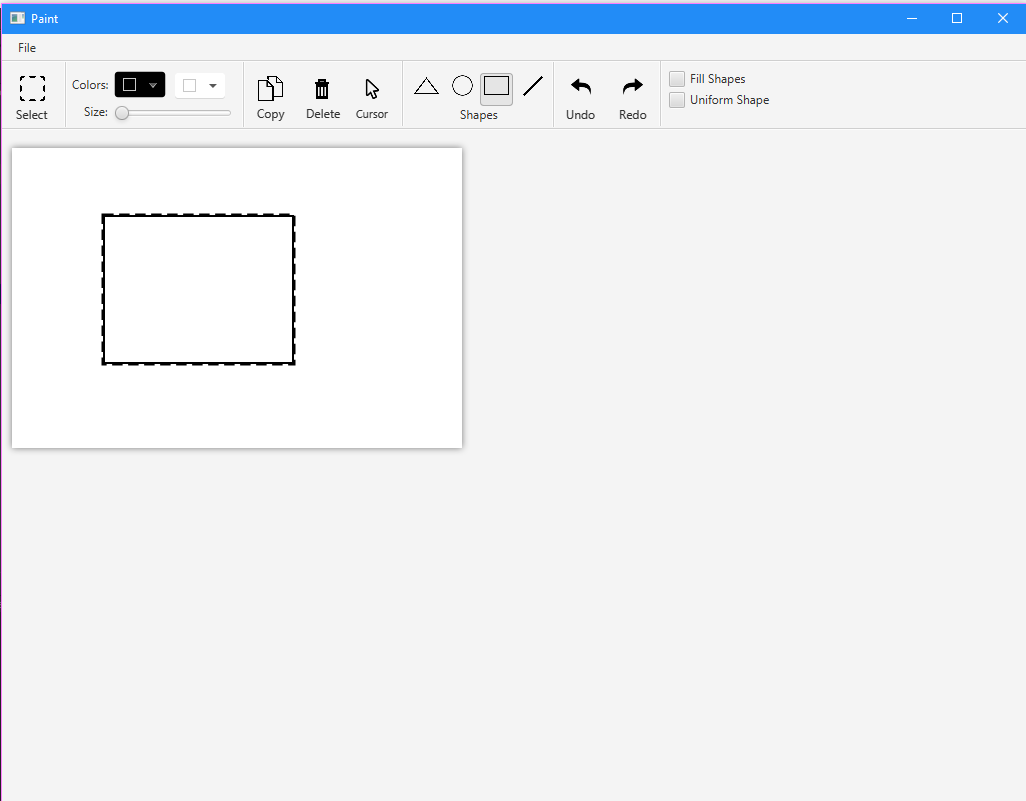 Paint
File
Select
Colors:
Size:
Copy
Delete
Cursor
Shapes
Undo
Redo
Fill Shapes
Uniform Shape